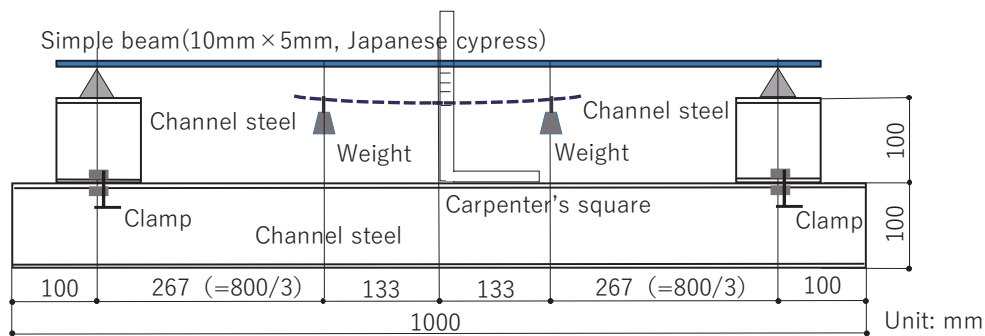 Simple beam(10mm×5mm, Japanese cypress)
Channel steel
Channel steel
Weight
Weight
100
Carpenter's square
Clamp
Clamp
Channel steel
100
100
267 (=800/3)
133
133
267 (=800/3)
100
1000
Unit: mm